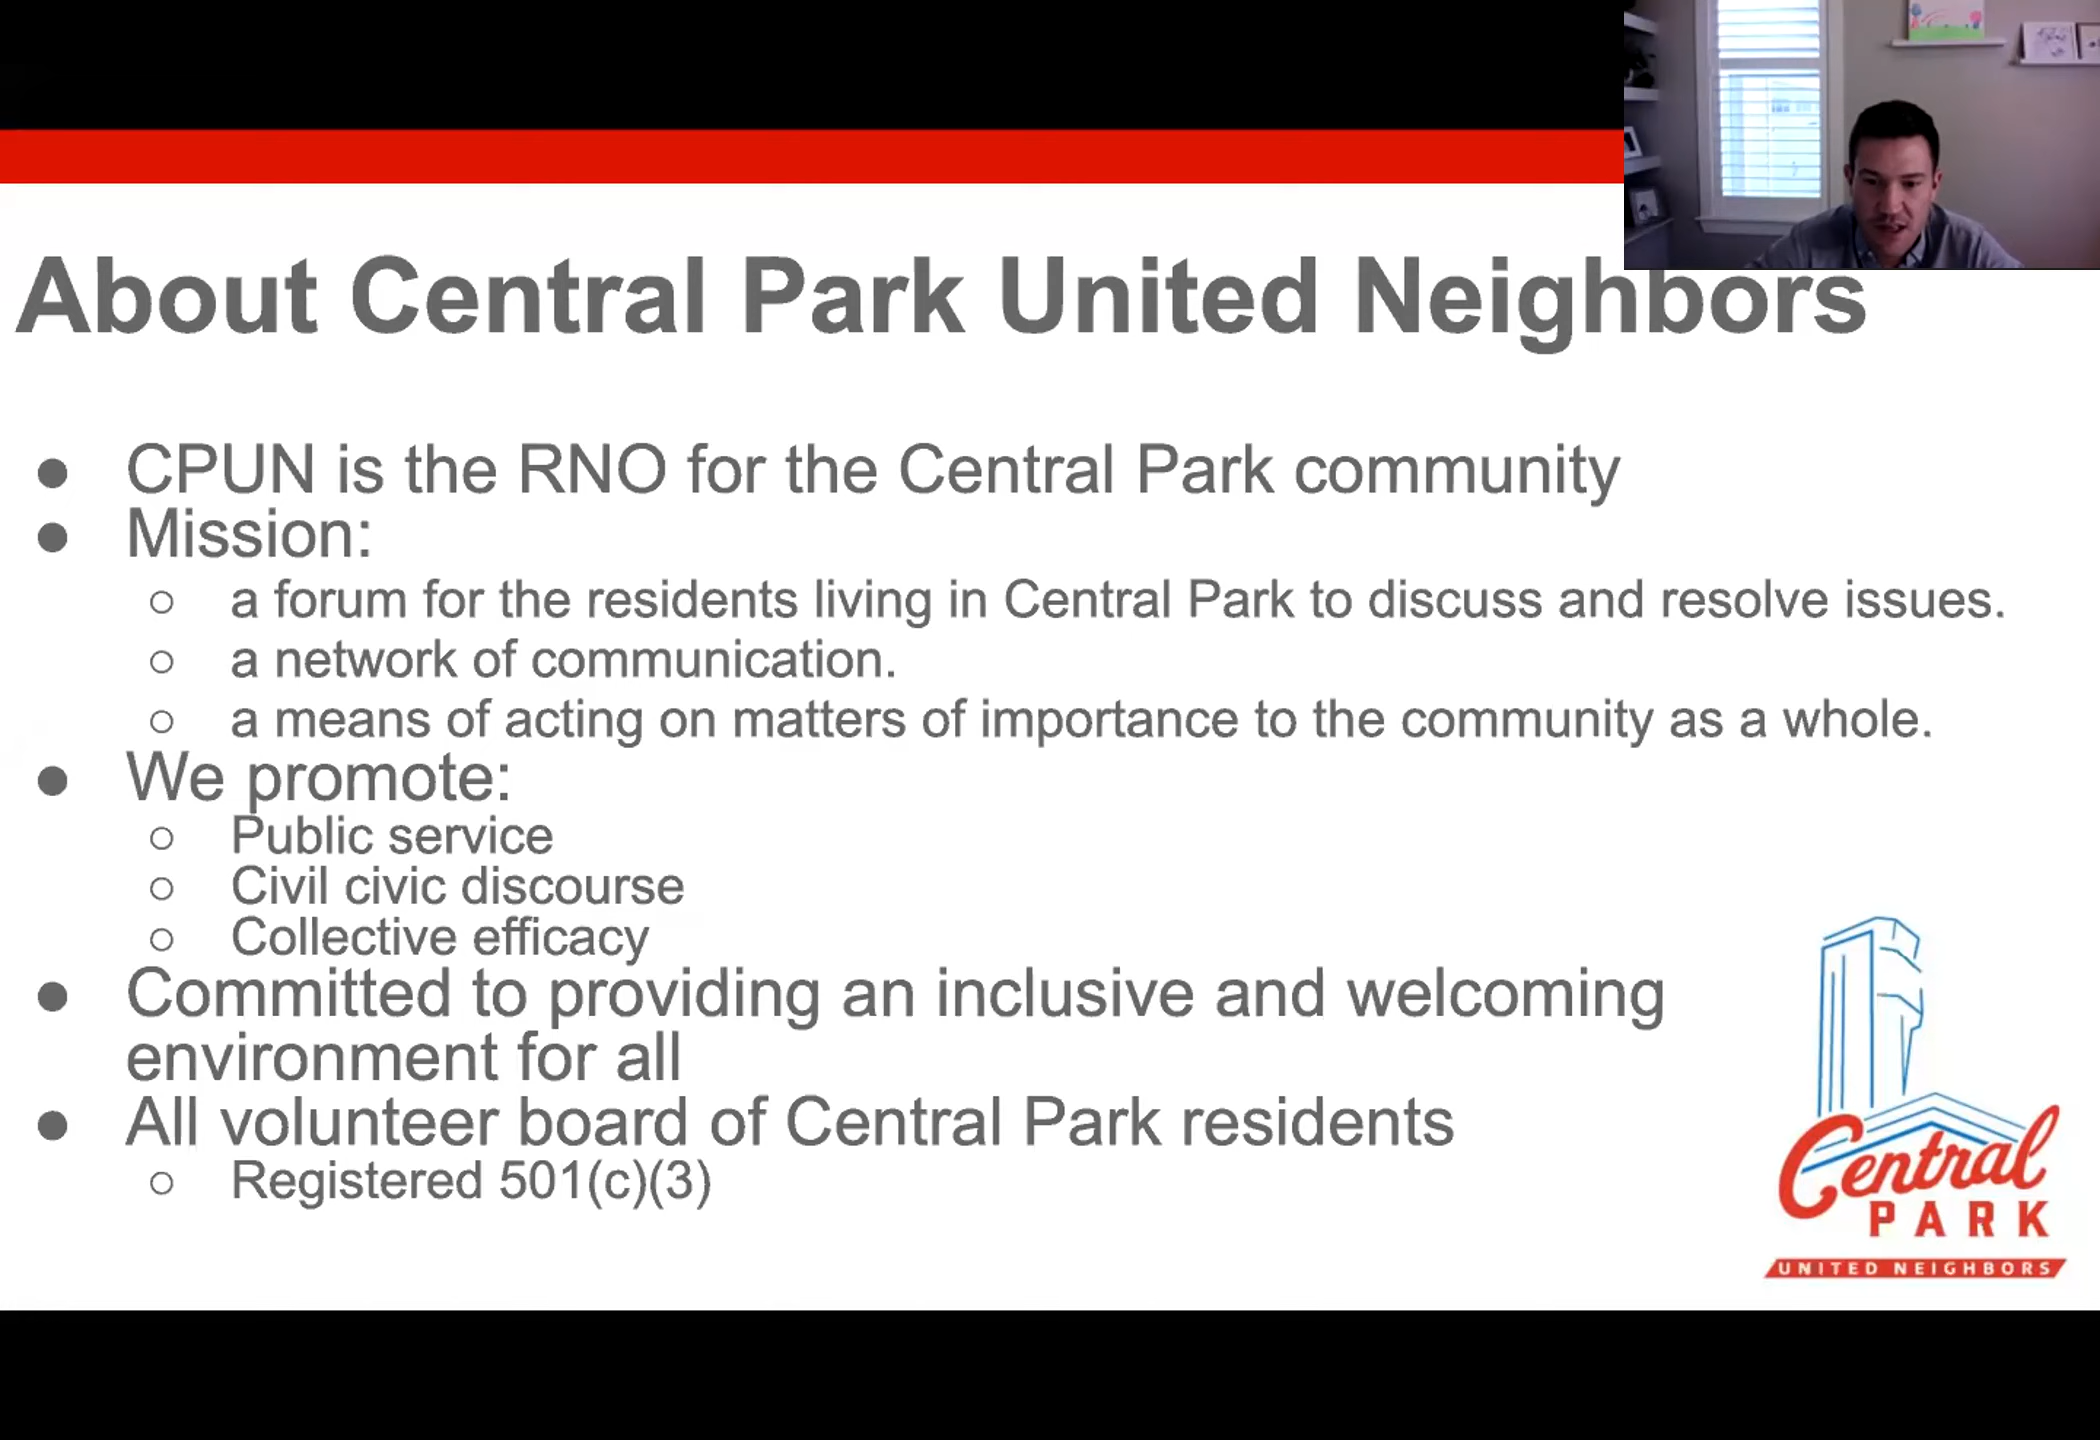 About Central Park United Neighbors
● CPUN is the RNO for the Central Park community
● Mission:
○ a forum for the residents living in Central Park to discuss and resolve issues.
○ a network of communication.
○ a means of acting on matters of importance to the community as a whole.
● We promote:
○ Public service
○ Civil civic discourse
○ Collective efficacy
● Committed to providing an inclusive and welcoming
environment for all
● All volunteer board of Central Park residents
○ Registered 501(c)(3)
Central
PARK
UNITED NEIGHBORS